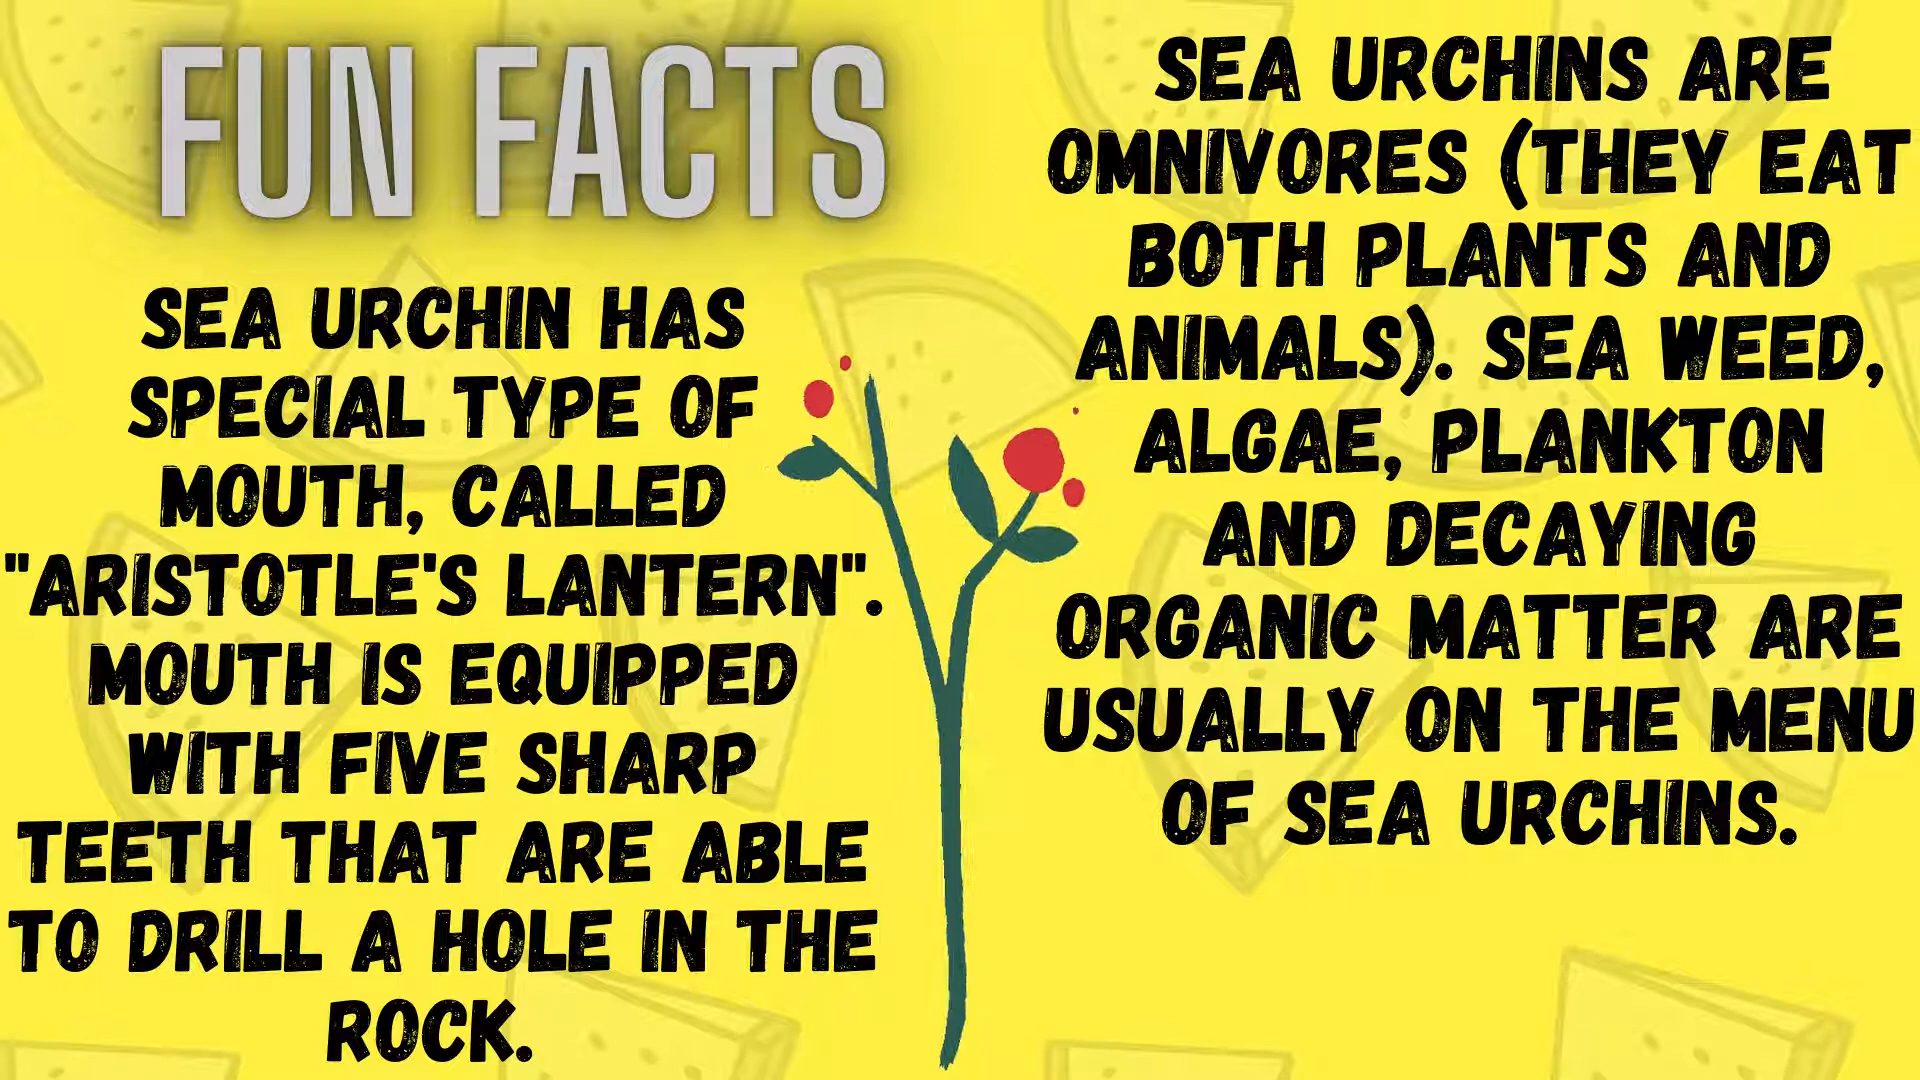 FUN FACTS
SEA URCHIN HAS
SPECIAL TYPE OF
MOUTH, CALLED
"ARISTOTLE'S LANTERN".
MOUTH IS EQUIPPED
WITH FIVE SHARP
TEETH THAT ARE ABLE
TO DRILL A HOLE IN THE
ROCK.
SEA URCHINS ARE
OMNIVORES (THEY EAT
BOTH PLANTS AND
ANIMALS). SEA WEED,
ALGAE, PLANKTON
AND DECAYING
ORGANIC MATTER ARE
USUALLY ON THE MENU
OF SEA URCHINS.